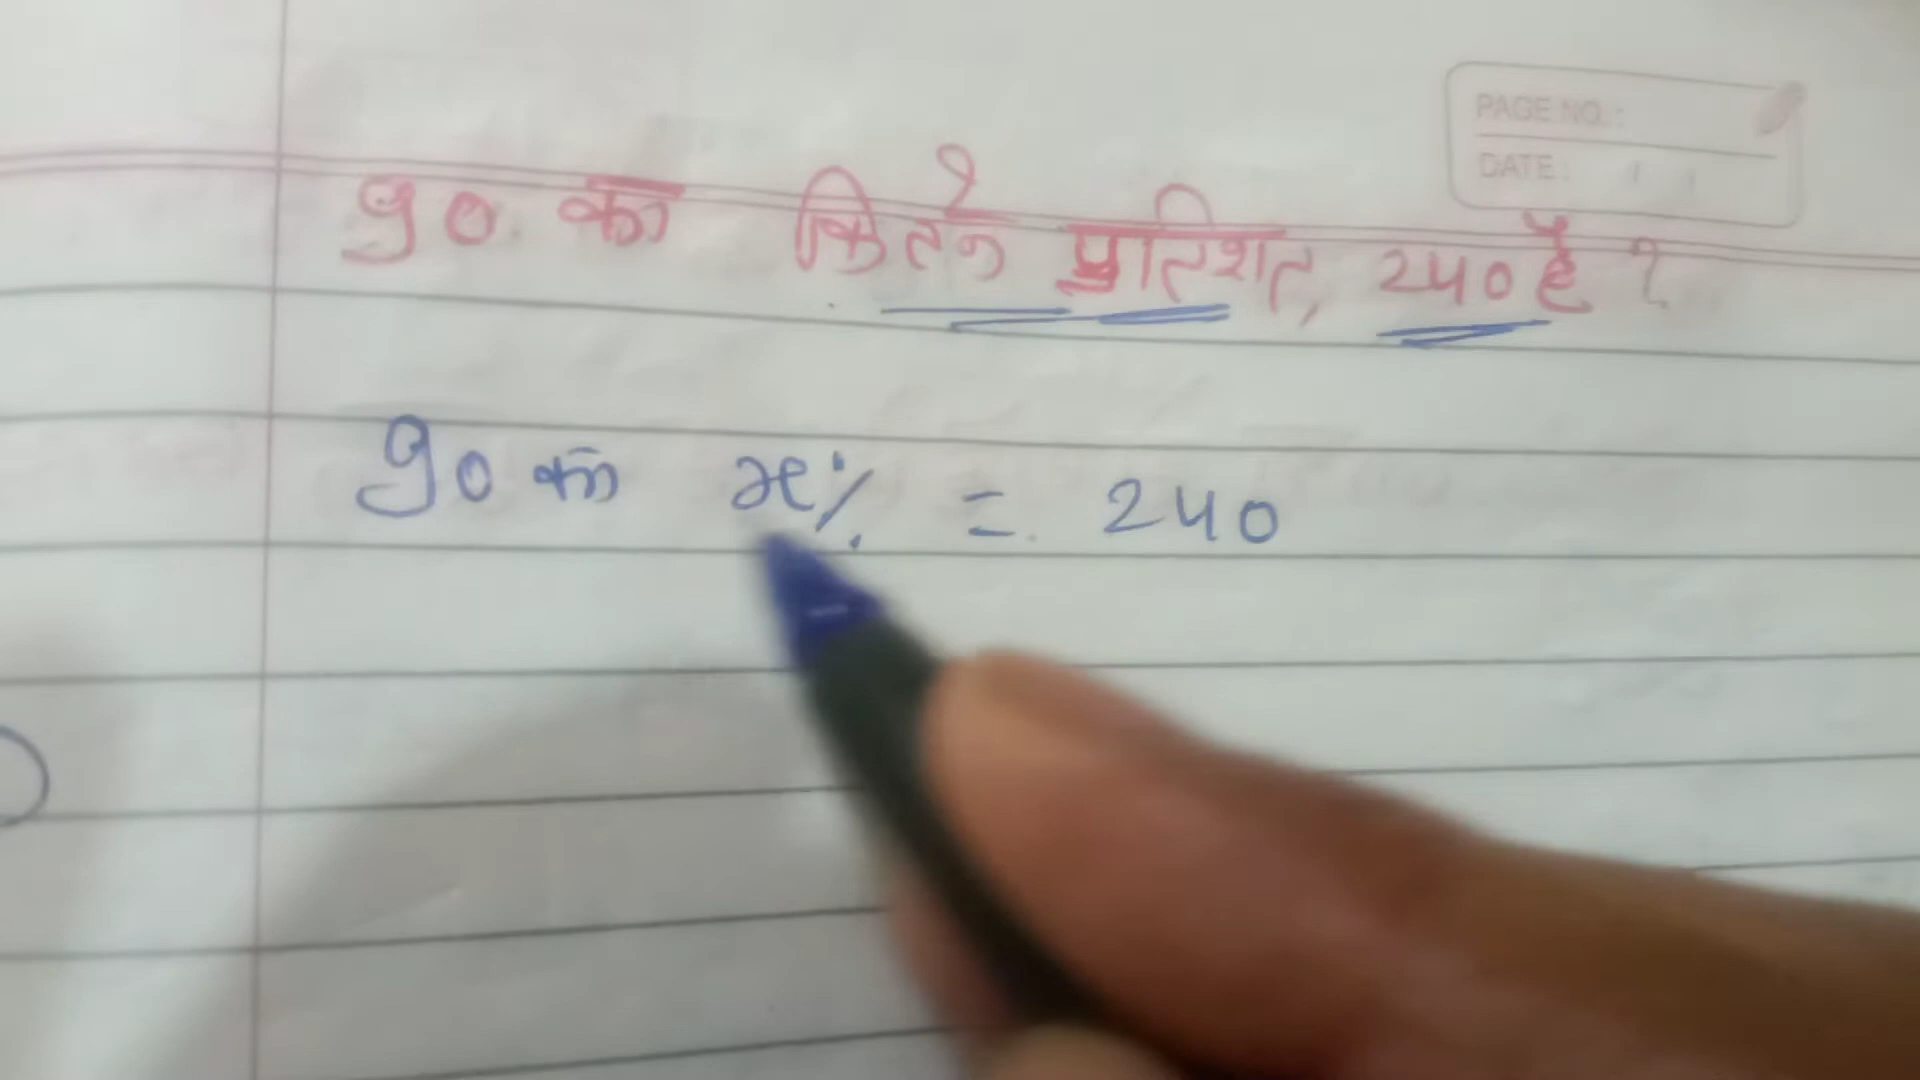 PAGE NO.:
DATE:
90 का कितने प्रतिशत, 240 है ?
90 का x% = 240